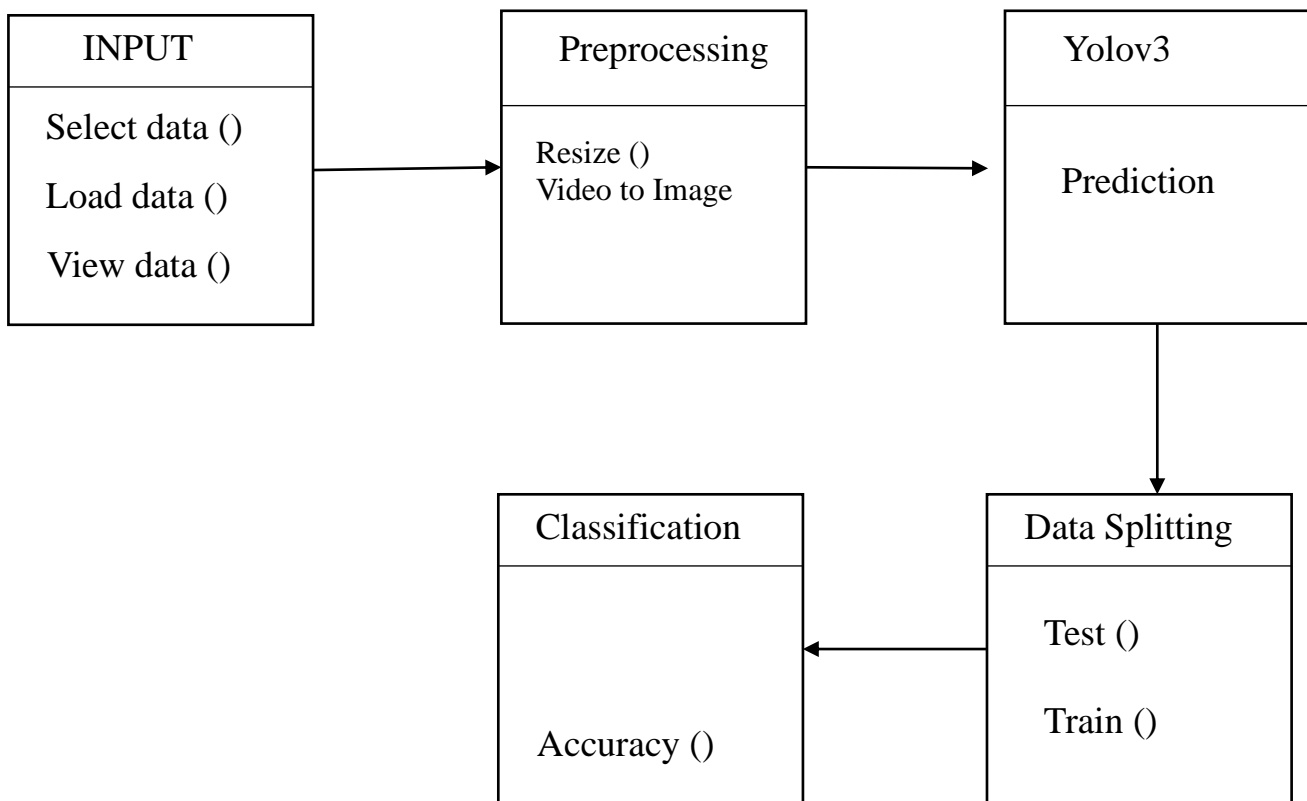 INPUT
Select data ()
Load data ()
View data ()
Preprocessing
Resize ()
Video to Image
Yolov3
Prediction
Data Splitting
Test ()
Train ()
Classification
Accuracy ()